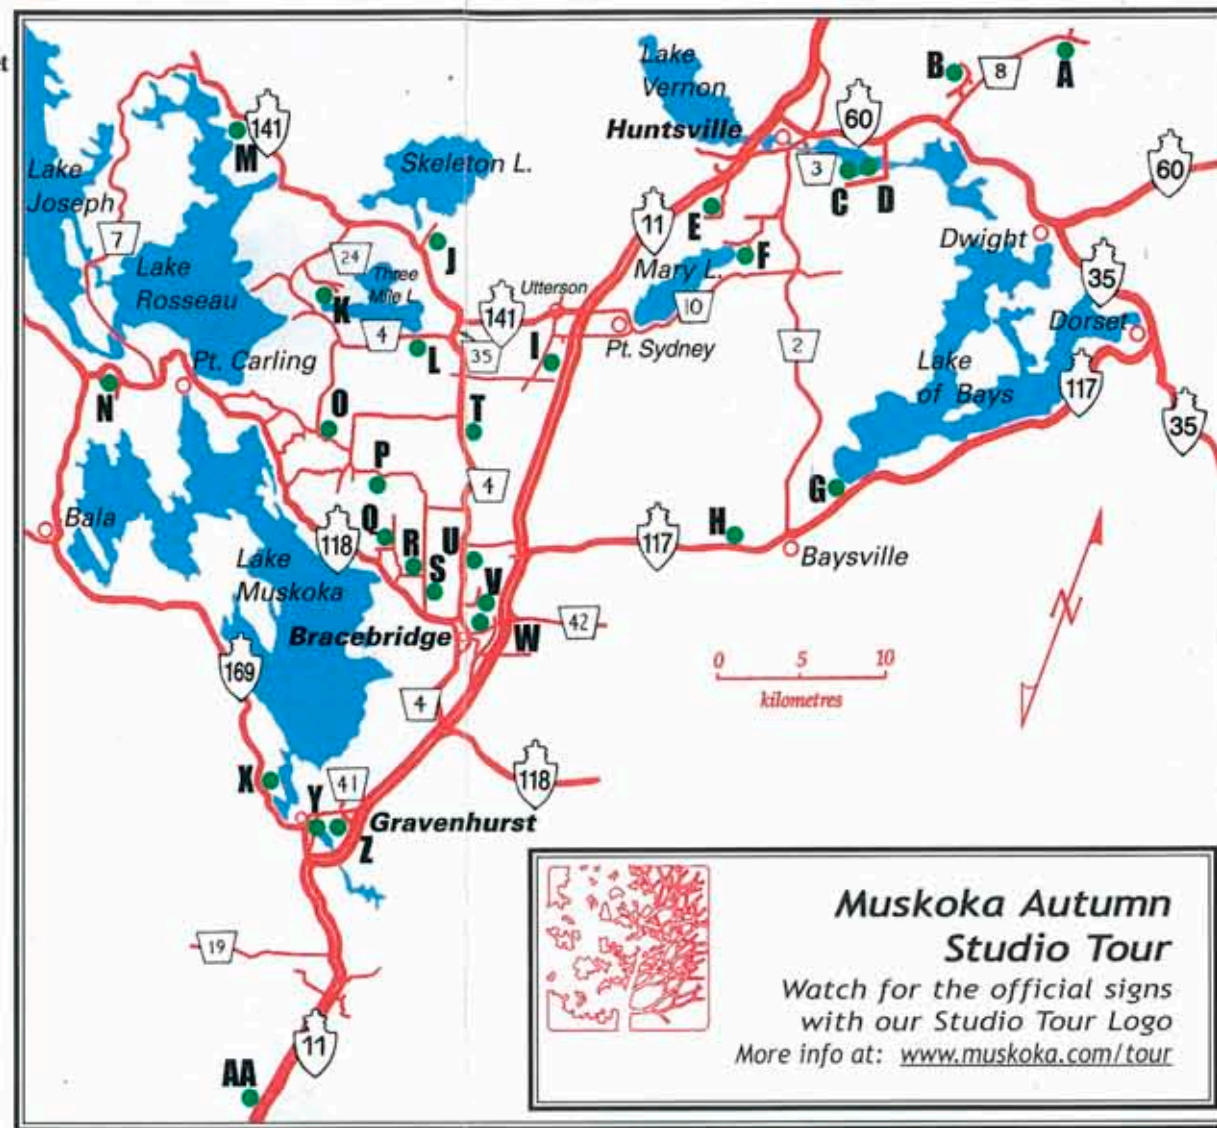 et
Lake
Vernon
B
8
A
60
Huntsville
141
M
Skeleton L.
Lake
Joseph
3
C
D
60
7
11
E
Dwight
24
J
Lake
Rosseau
Three
Mile L.
Mary L.
F
35
K
Utterson
10
141
4
Dorset
35
L
I
Pt. Sydney
2
Pt. Carling
Lake
of Bays
117
N
O
T
35
P
4
G
Bala
Q
118
R
U
H
117
Lake
Muskoka
S
V
Baysville
N
Bracebridge
W
42
169
4
0
5
10
kilometres
X
41
118
Y
Gravenhurst
Z
Muskoka Autumn
Studio Tour
Watch for the official signs
with our Studio Tour Logo
More info at: www.muskoka.com/tour
19
11
AA